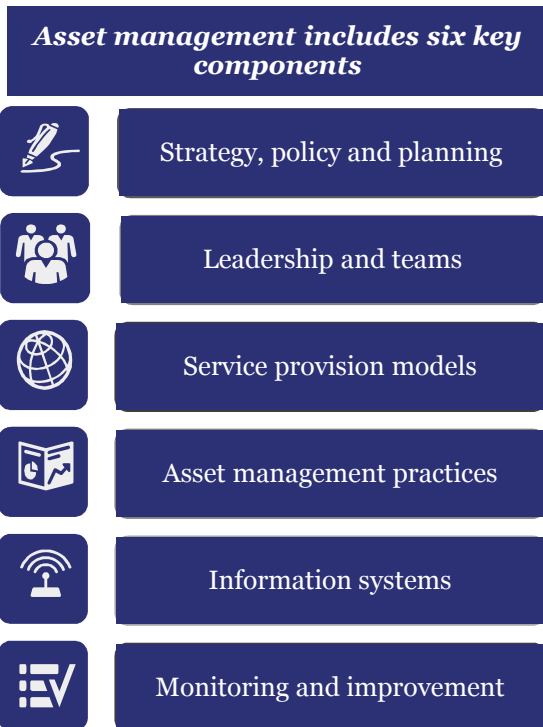 Asset management includes six key
components
Strategy, policy and planning
Leadership and teams
Service provision models
Asset management practices
Information systems
Monitoring and improvement